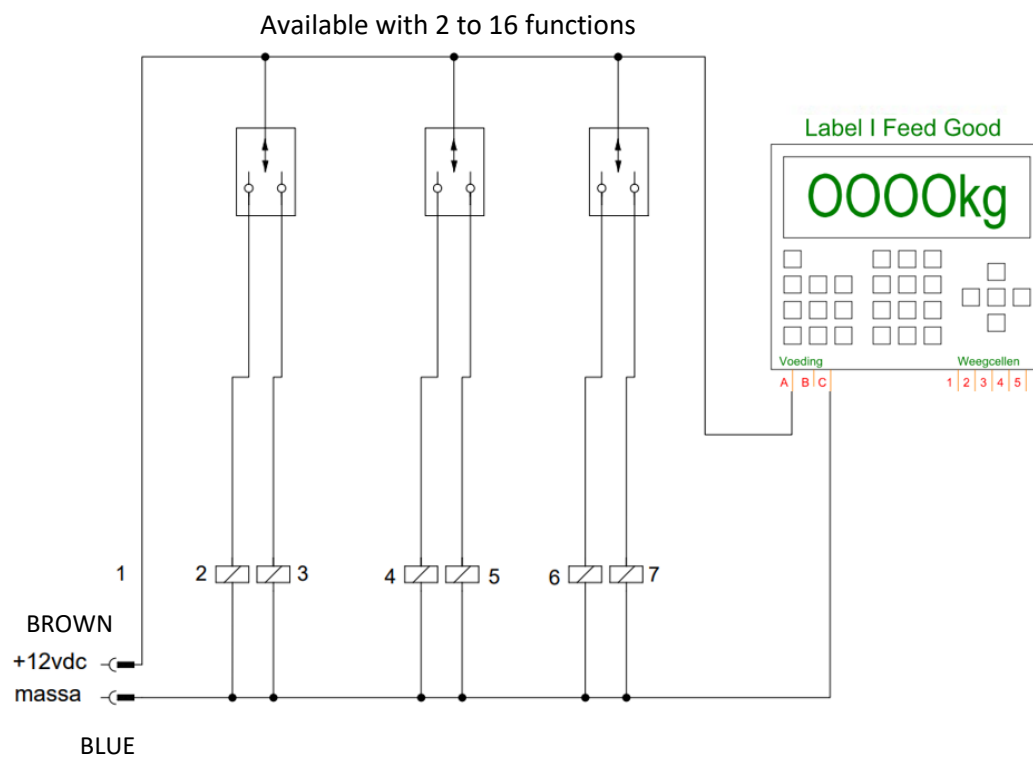 Available with 2 to 16 functions
Label I Feed Good
OOOOkg
Voeding
Weegcellen
A B C
1 2 3 4 5
1
2
3
4
5
6
7
BROWN
+12vdc
massa
BLUE